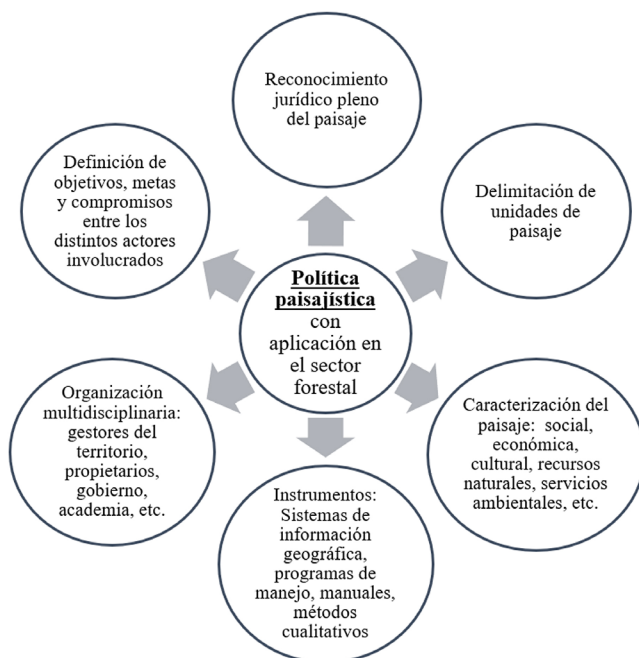 Reconocimiento
jurídico pleno
del paisaje
Definición de
objetivos, metas
y compromisos
entre los
distintos actores
involucrados
Delimitación de
unidades de
paisaje
Política
paisajística
con
aplicación en
el sector
forestal
Organización
multidisciplinaria:
gestores del
territorio,
propietarios,
gobierno,
academia, etc.
Caracterización del
paisaje: social,
económica,
cultural, recursos
naturales, servicios
ambientales, etc.
Instrumentos:
Sistemas de
información
geográfica,
programas de
manejo, manuales,
métodos
cualitativos